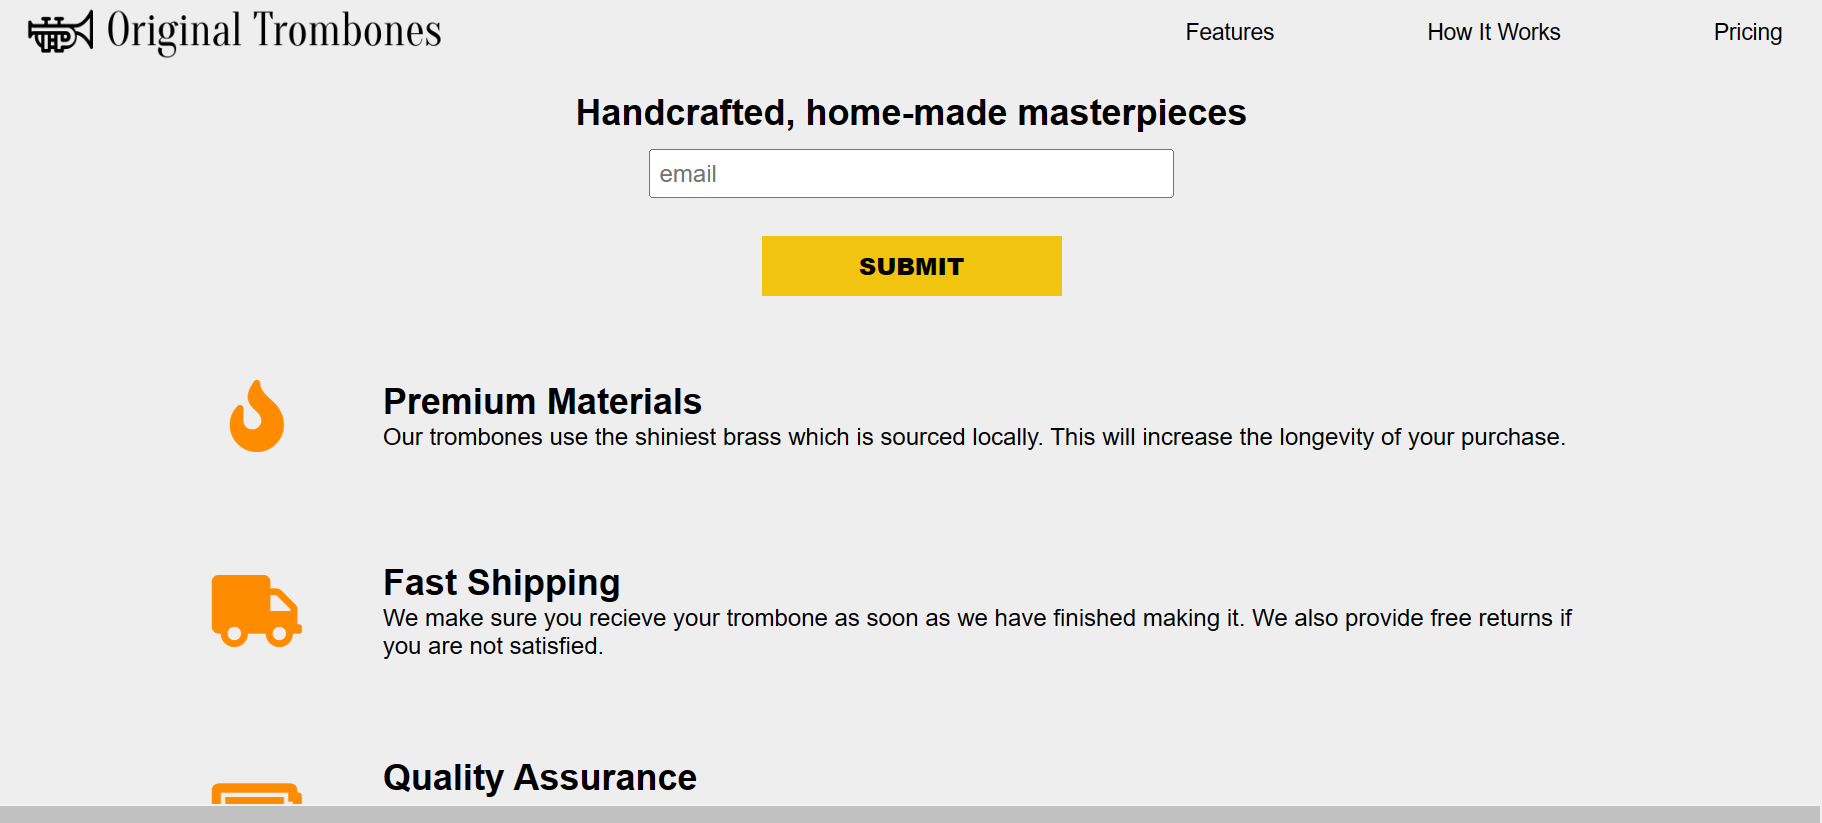 Original Trombones
Features
How It Works
Pricing
Handcrafted, home-made masterpieces
email
SUBMIT
Premium Materials
Our trombones use the shiniest brass which is sourced locally. This will increase the longevity of your purchase.
Fast Shipping
We make sure you recieve your trombone as soon as we have finished making it. We also provide free returns if
you are not satisfied.
Quality Assurance